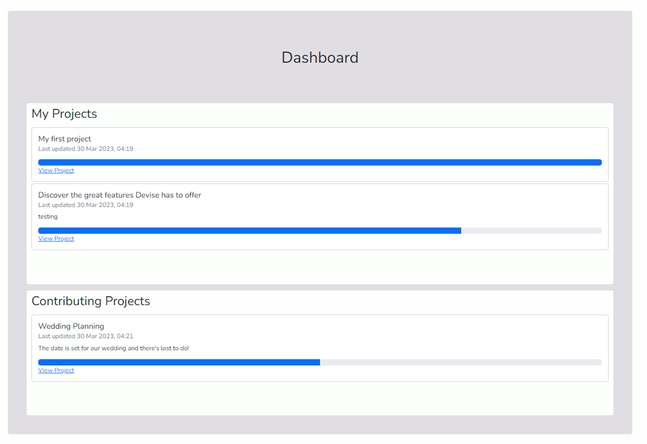 Dashboard
My Projects
My first project
Last updated 30 Mar 2023, 04:19
View Project
Discover the great features Devise has to offer
Last updated 30 Mar 2023, 04:19
testing
View Project
Contributing Projects
Wedding Planning
Last updated 30 Mar 2023, 04:21
The date is set for our wedding and there's lost to do!
View Project